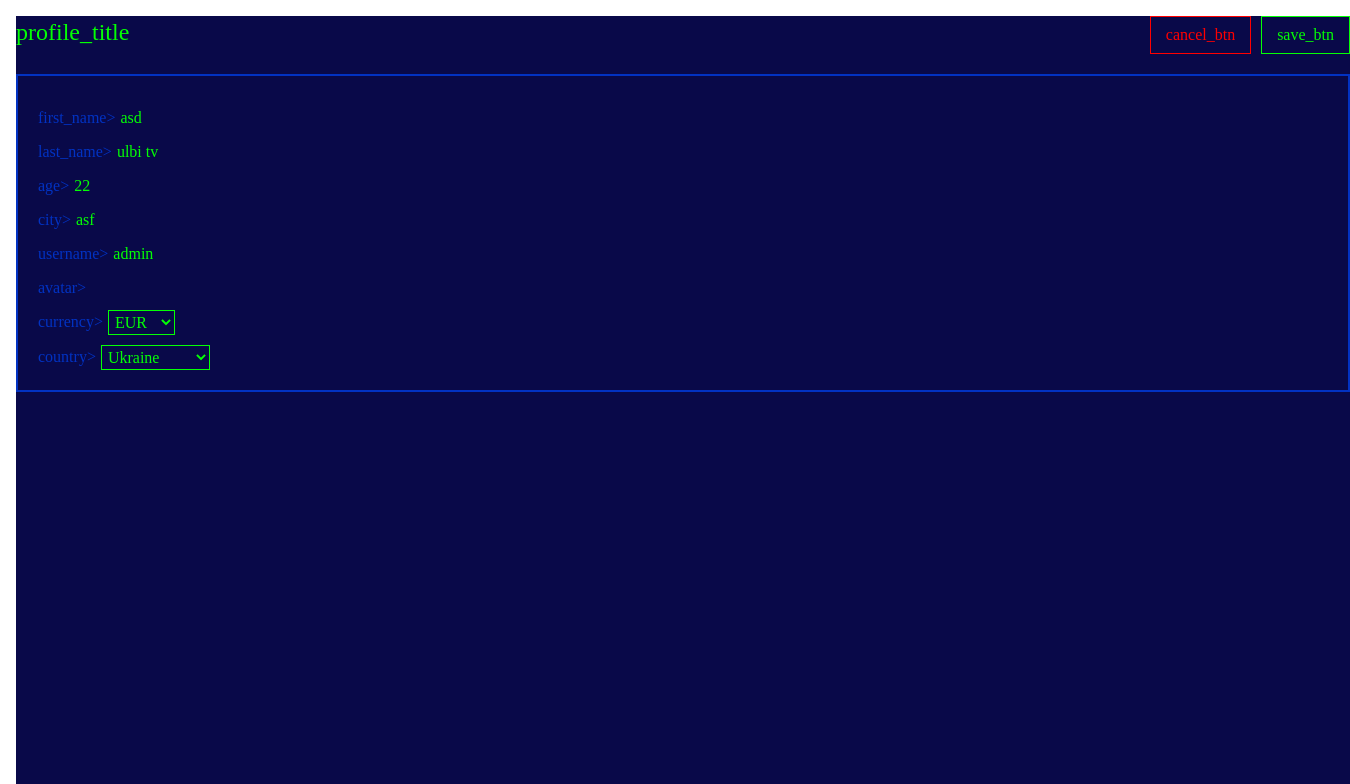 profile_title
cancel_btn
save_btn
first_name> asd
last_name> ulbi tv
age> 22
city> asf
username> admin
avatar>
currency> EUR
country> Ukraine